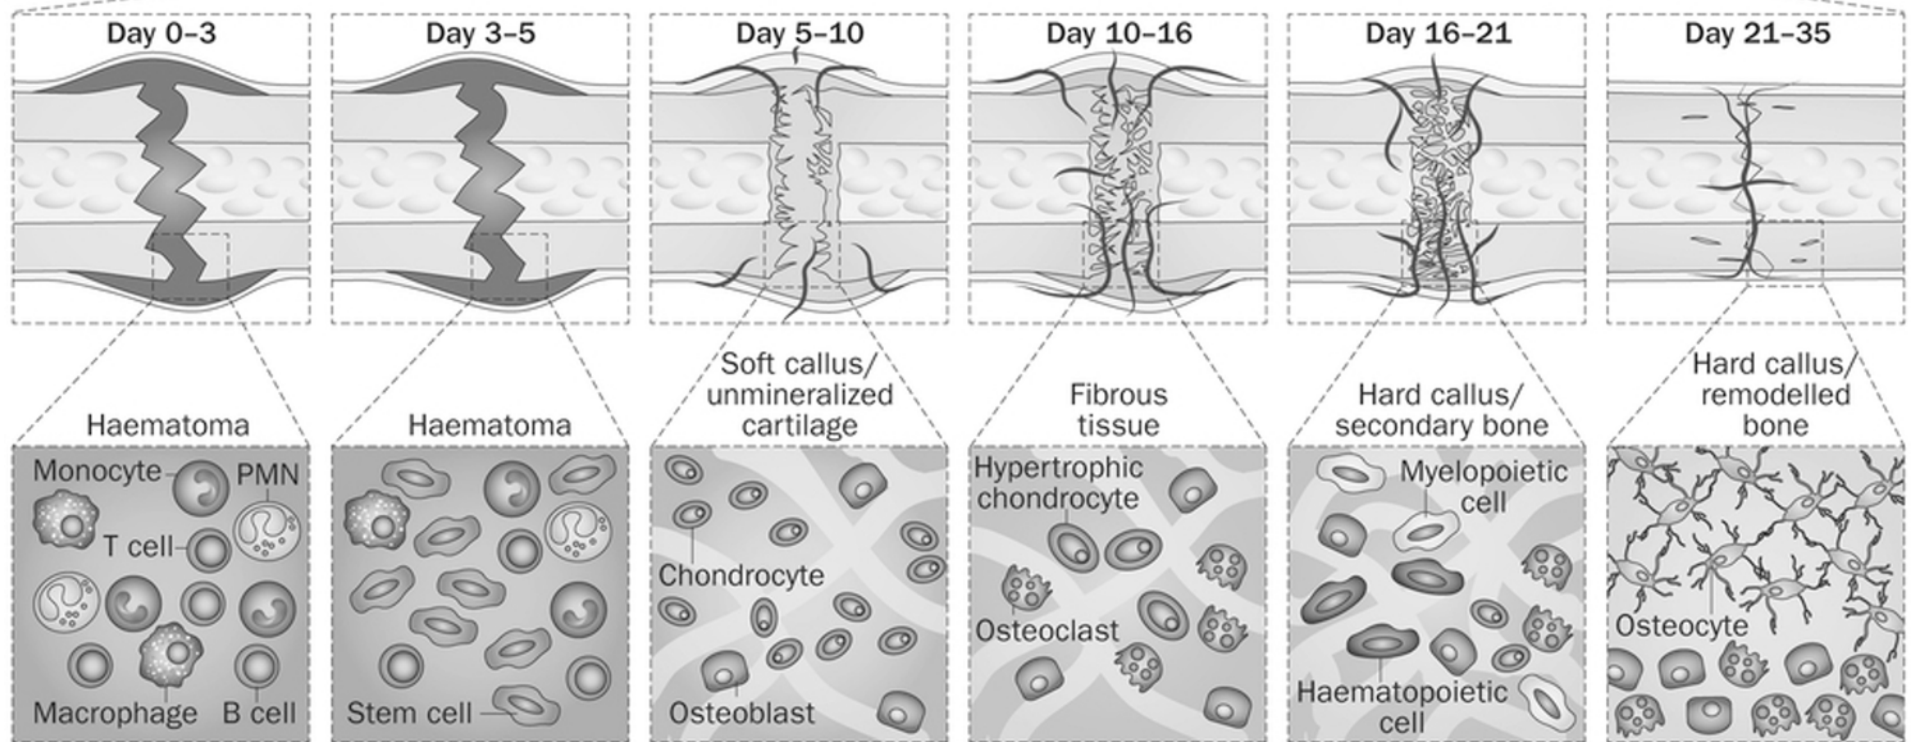 Day 0–3
Day 3–5
Day 5–10
Day 10–16
Day 16–21
Day 21–35
Haematoma
Haematoma
Soft callus/
unmineralized
cartilage
Fibrous
tissue
Hard callus/
secondary bone
Hard callus/
remodelled
bone
Monocyte
PMN
T cell
Macrophage
B cell
Stem cell
Chondrocyte
Osteoblast
Hypertrophic
chondrocyte
Osteoclast
Myelopoietic
cell
Haematopoietic
cell
Osteocyte